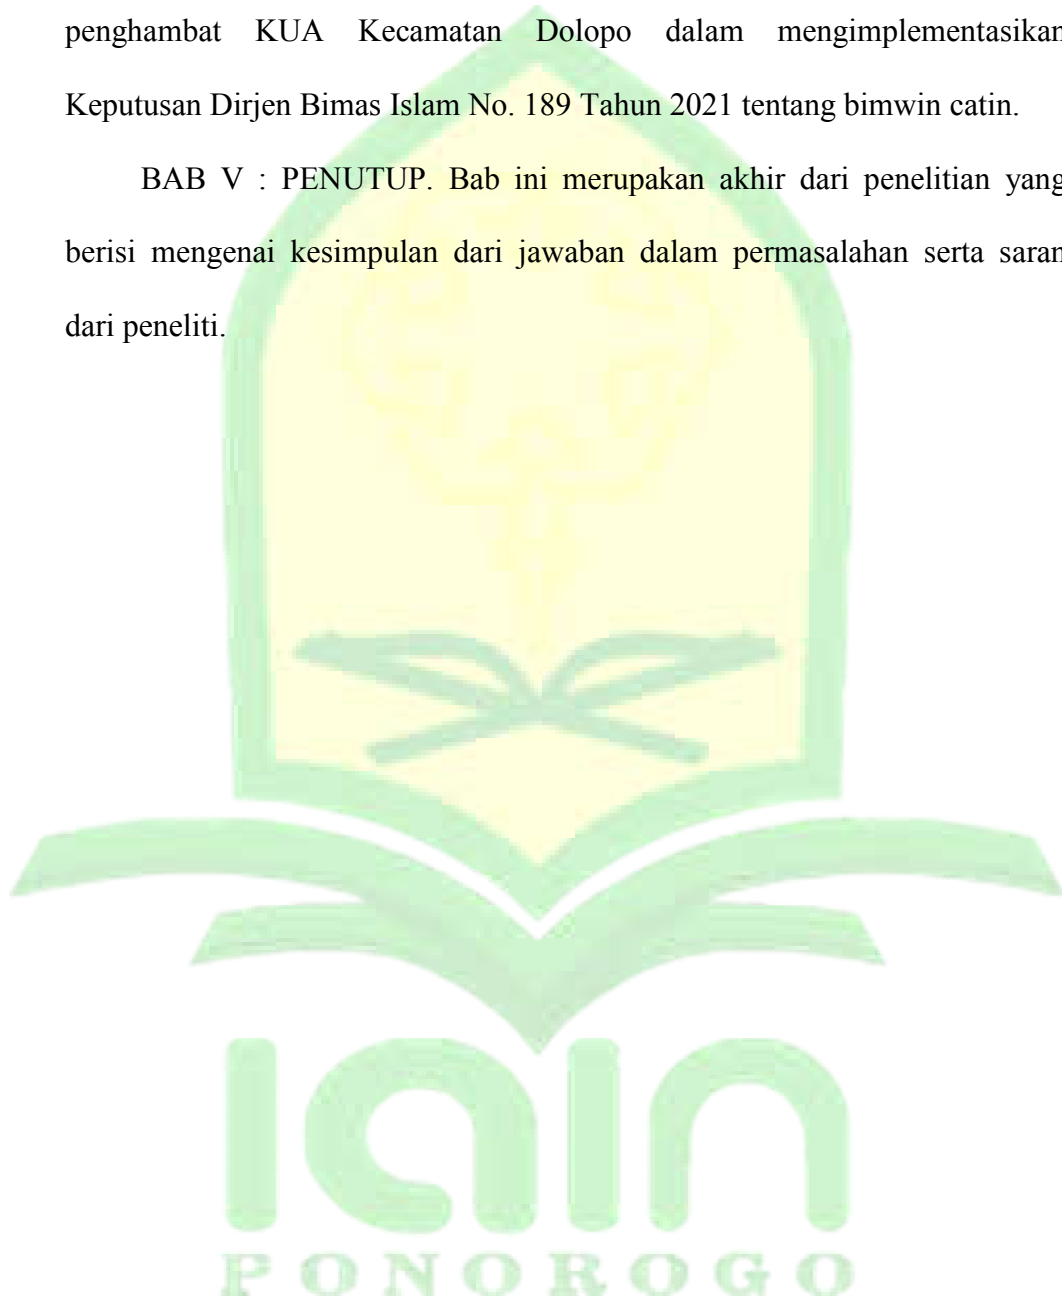 penghambat KUA Kecamatan Dolopo dalam mengimplementasikan
Keputusan Dirjen Bimas Islam No. 189 Tahun 2021 tentang bimwin catin.
BAB V : PENUTUP. Bab ini merupakan akhir dari penelitian yang
berisi mengenai kesimpulan dari jawaban dalam permasalahan serta saran
dari peneliti.
iain
PONOROGO